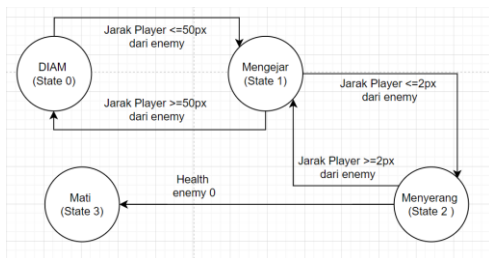 Jarak Player <=50px
dari enemy
DIAM
(State 0)
Mengejar
(State 1)
Jarak Player <=2px
dari enemy
Jarak Player >=50px
dari enemy
Jarak Player >=2px
dari enemy
Health
enemy 0
Mati
(State 3)
Menyerang
(State 2 )